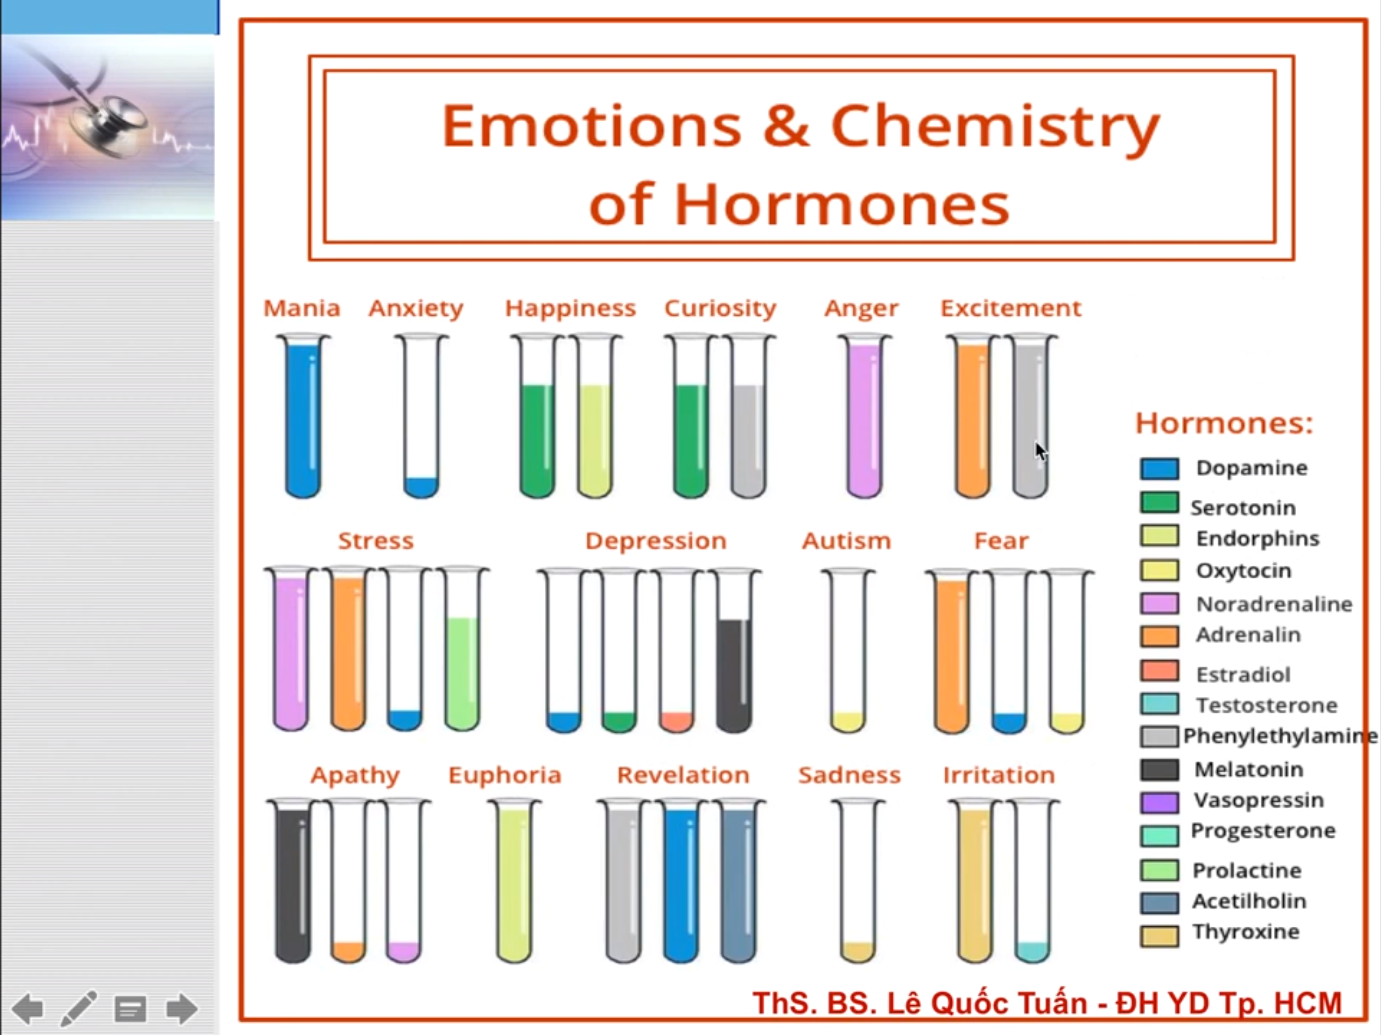 Emotions & Chemistry
of Hormones
Mania Anxiety Happiness Curiosity Anger Excitement
Hormones:
Dopamine
Serotonin
Endorphins
Stress Depression Autism Fear
Oxytocin
Noradrenaline
Adrenalin
Estradiol
Testosterone
Phenylethylamine
Melatonin
Apathy Euphoria Revelation Sadness Irritation
Vasopressin
Progesterone
Prolactine
Acetilholin
Thyroxine
ThS. BS. Lê Quốc Tuấn - ĐH YD Tp. HCM